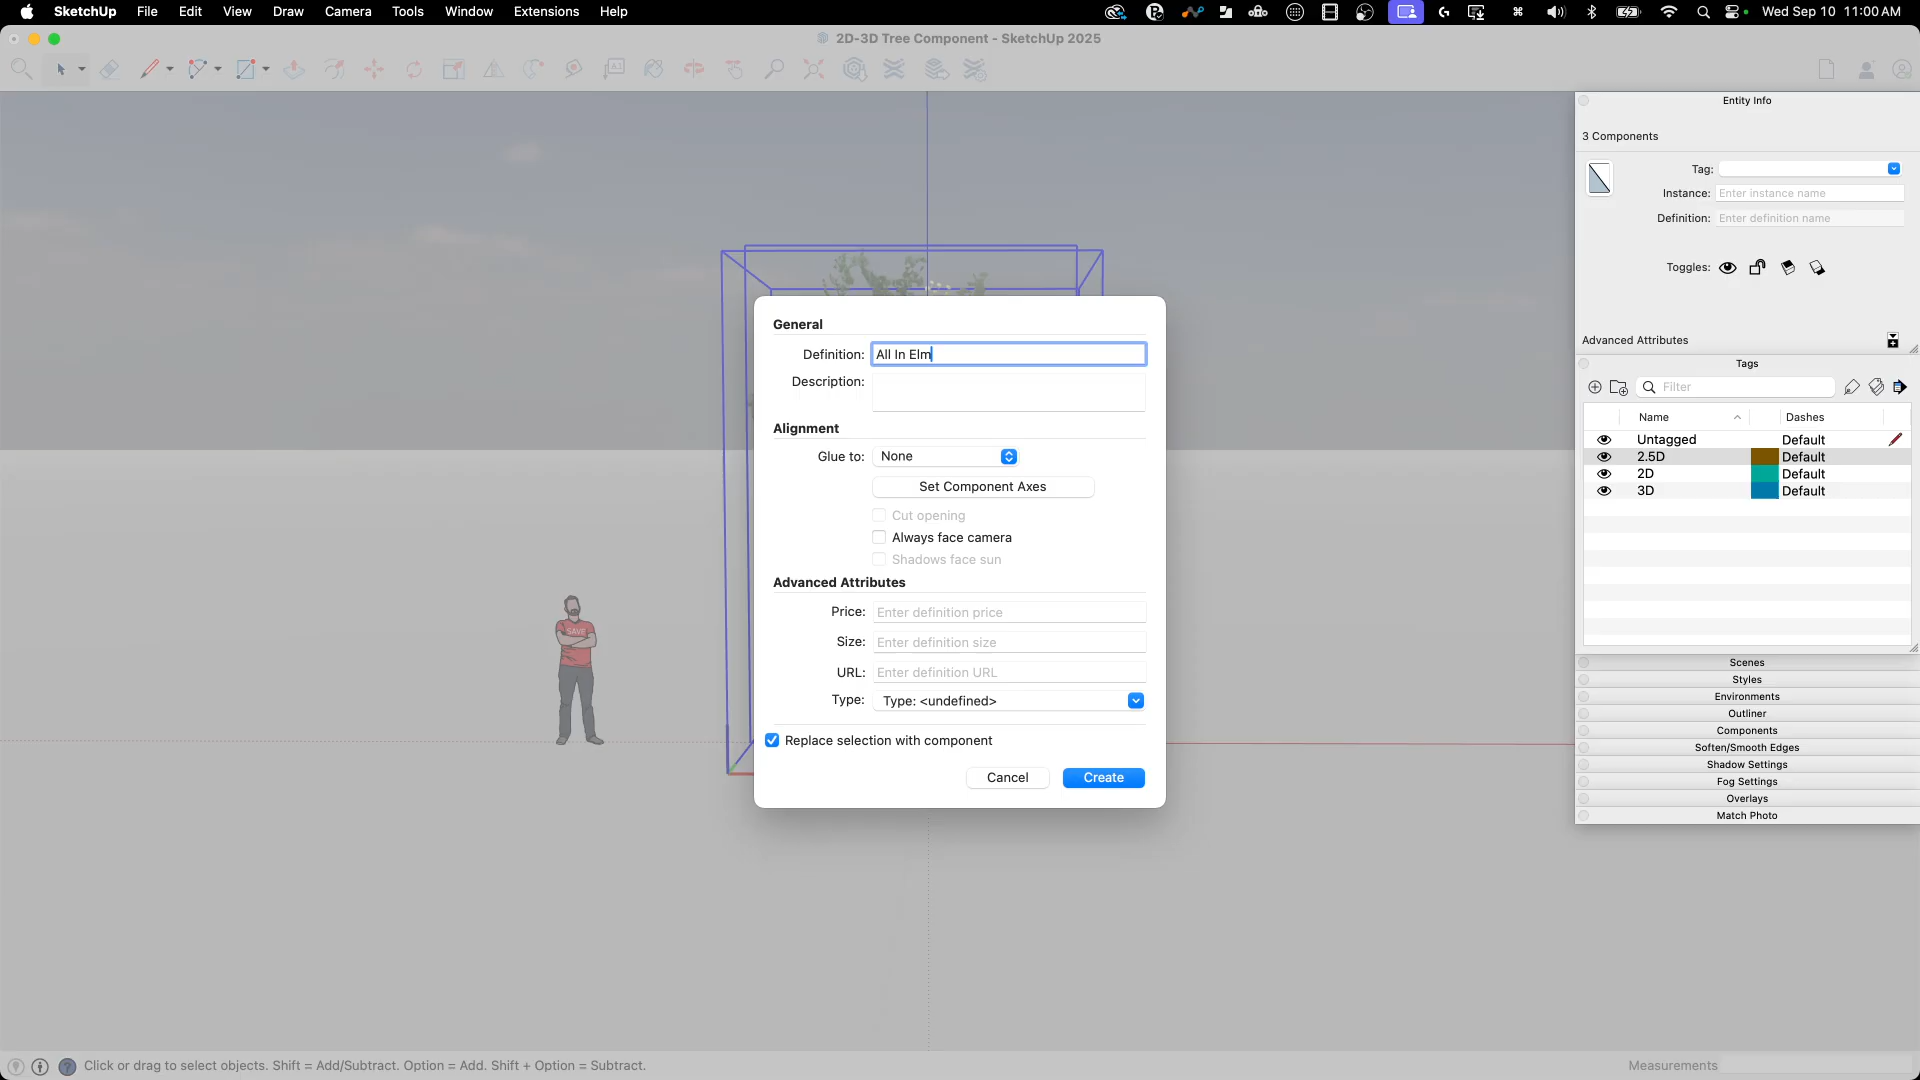 SketchUp File Edit View Draw Camera Tools Window Extensions Help Wed Sep 10 11:00 AM
2D-3D Tree Component - SketchUp 2025
Entity Info
3 Components
Tag:
Instance: Enter instance name
Definition: Enter definition name
Toggles:
Advanced Attributes
Tags
Filter
Name Dashes
Untagged Default
2.5D Default
2D Default
3D Default
Scenes
Styles
Environments
Outliner
Components
Soften/Smooth Edges
Shadow Settings
Fog Settings
Overlays
Match Photo
General
Definition: All In Elm
Description:
Alignment
Glue to: None
Set Component Axes
Cut opening
Always face camera
Shadows face sun
Advanced Attributes
Price: Enter definition price
Size: Enter definition size
URL: Enter definition URL
Type: Type: <undefined>
Replace selection with component
Cancel Create
SAVE
Click or drag to select objects. Shift = Add/Subtract. Option = Add. Shift + Option = Subtract.
Measurements